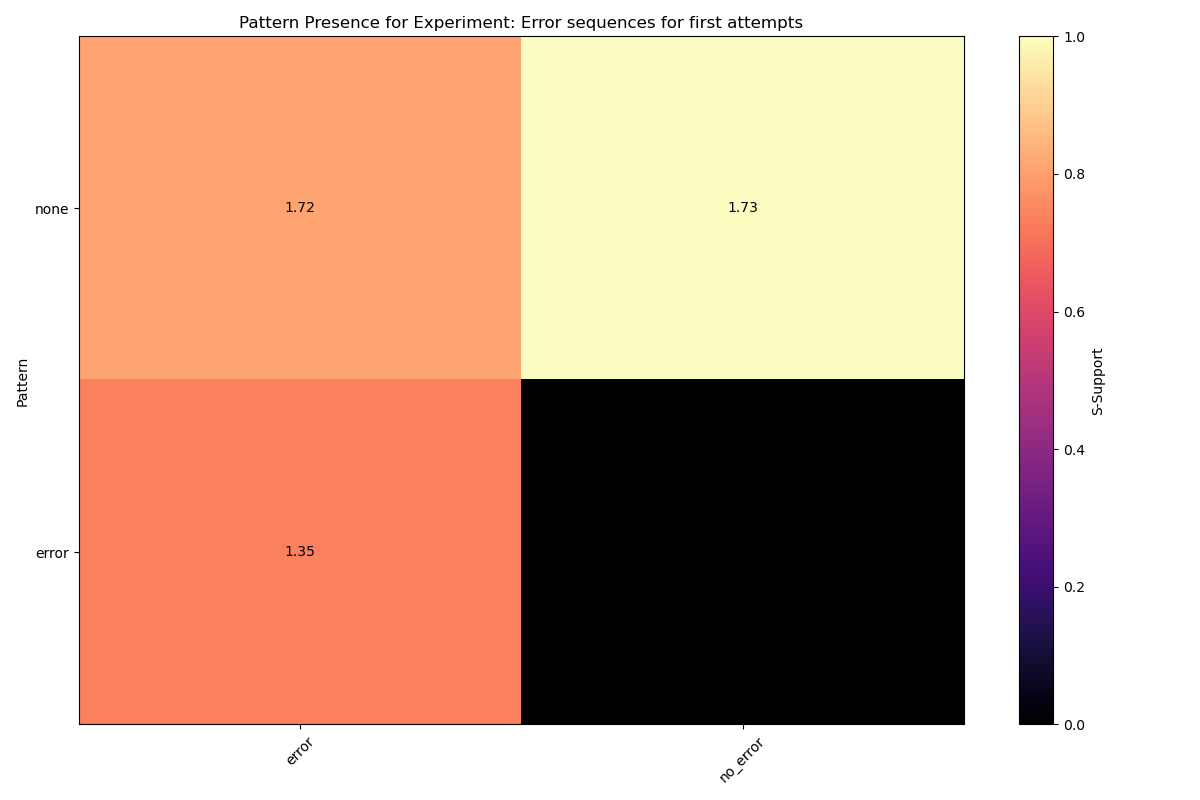 Pattern Presence for Experiment: Error sequences for first attempts
1.0
0.8
0.6
0.4
0.2
0.0
S-Support
Pattern
none
error
1.72
1.73
1.35
error
no_error